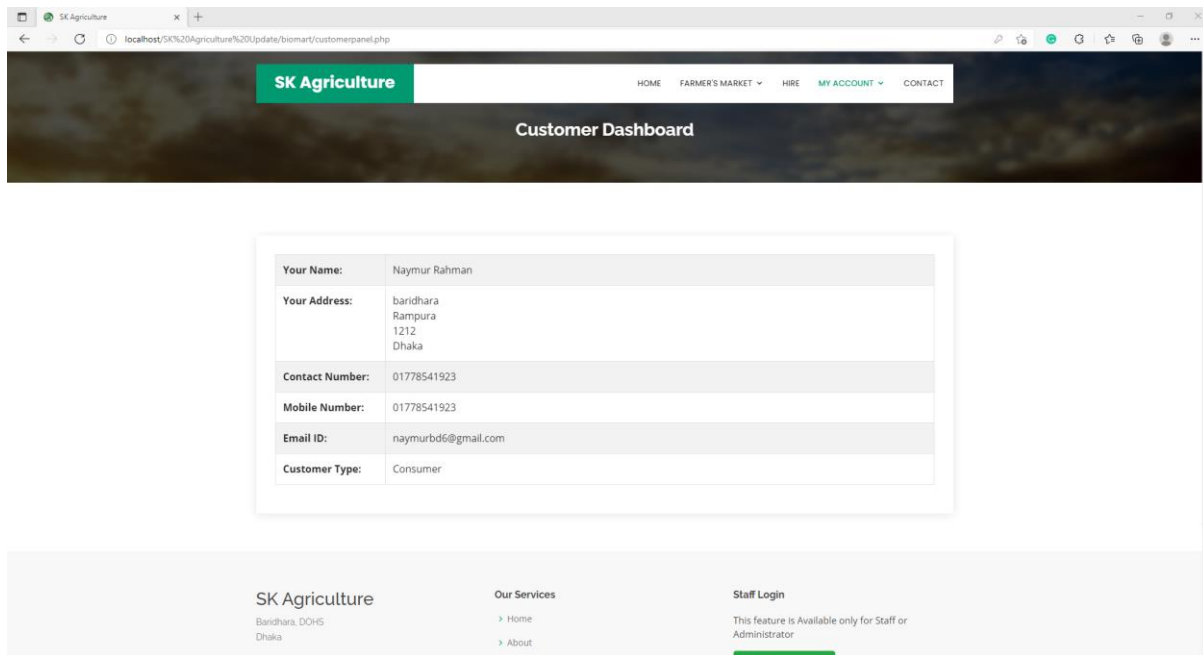 SK Agriculture
localhost/SK%20Agriculture%20Update/biomart/customerpanel.php
SK Agriculture
HOME FARMER'S MARKET HIRE MY ACCOUNT CONTACT
Customer Dashboard
Your Name: Naymur Rahman
Your Address: baridhara
Rampura
1212
Dhaka
Contact Number: 01778541923
Mobile Number: 01778541923
Email ID: naymurbd6@gmail.com
Customer Type: Consumer
SK Agriculture
Baridhara, DOHS
Dhaka
Our Services
Home
About
Staff Login
This feature is Available only for Staff or
Administrator